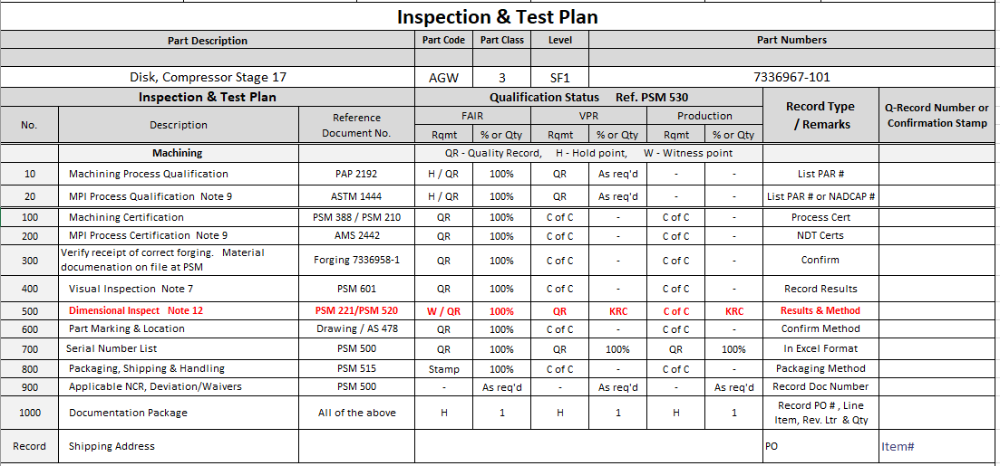 Inspection & Test Plan
Part Description Part Code Part Class Level Part Numbers
Disk, Compressor Stage 17 AGW 3 SF1 7336967-101
Inspection & Test Plan Qualification Status Ref. PSM 530 Record Type / Remarks Q-Record Number or Confirmation Stamp
No. Description Reference Document No. FAIR VPR Production
Rqmt % or Qty Rqmt % or Qty Rqmt % or Qty
Machining QR - Quality Record, H - Hold point, W - Witness point
10 Machining Process Qualification PAP 2192 H / QR 100% QR As req'd - - List PAR #
20 MPI Process Qualification Note 9 ASTM 1444 H / QR 100% QR As req'd - - List PAR # or NADCAP #
100 Machining Certification PSM 388 / PSM 210 QR 100% C of C - C of C - Process Cert
200 MPI Process Certification Note 9 AMS 2442 QR 100% C of C - C of C - NDT Certs
300 Verify receipt of correct forging. Material documenation on file at PSM Forging 7336958-1 QR 100% C of C - C of C - Confirm
400 Visual Inspection Note 7 PSM 601 QR 100% C of C - C of C - Record Results
500 Dimensional Inspect Note 12 PSM 221/PSM 520 W / QR 100% QR KRC C of C KRC Results & Method
600 Part Marking & Location Drawing / AS 478 QR 100% C of C - C of C - Confirm Method
700 Serial Number List PSM 500 QR 100% QR 100% QR 100% In Excel Format
800 Packaging, Shipping & Handling PSM 515 Stamp 100% C of C - C of C - Packaging Method
900 Applicable NCR, Deviation/Waivers PSM 500 - As req'd - As req'd - As req'd Record Doc Number
1000 Documentation Package All of the above H 1 H 1 H 1 Record PO # , Line Item, Rev. Ltr & Qty
Record Shipping Address PO Item#